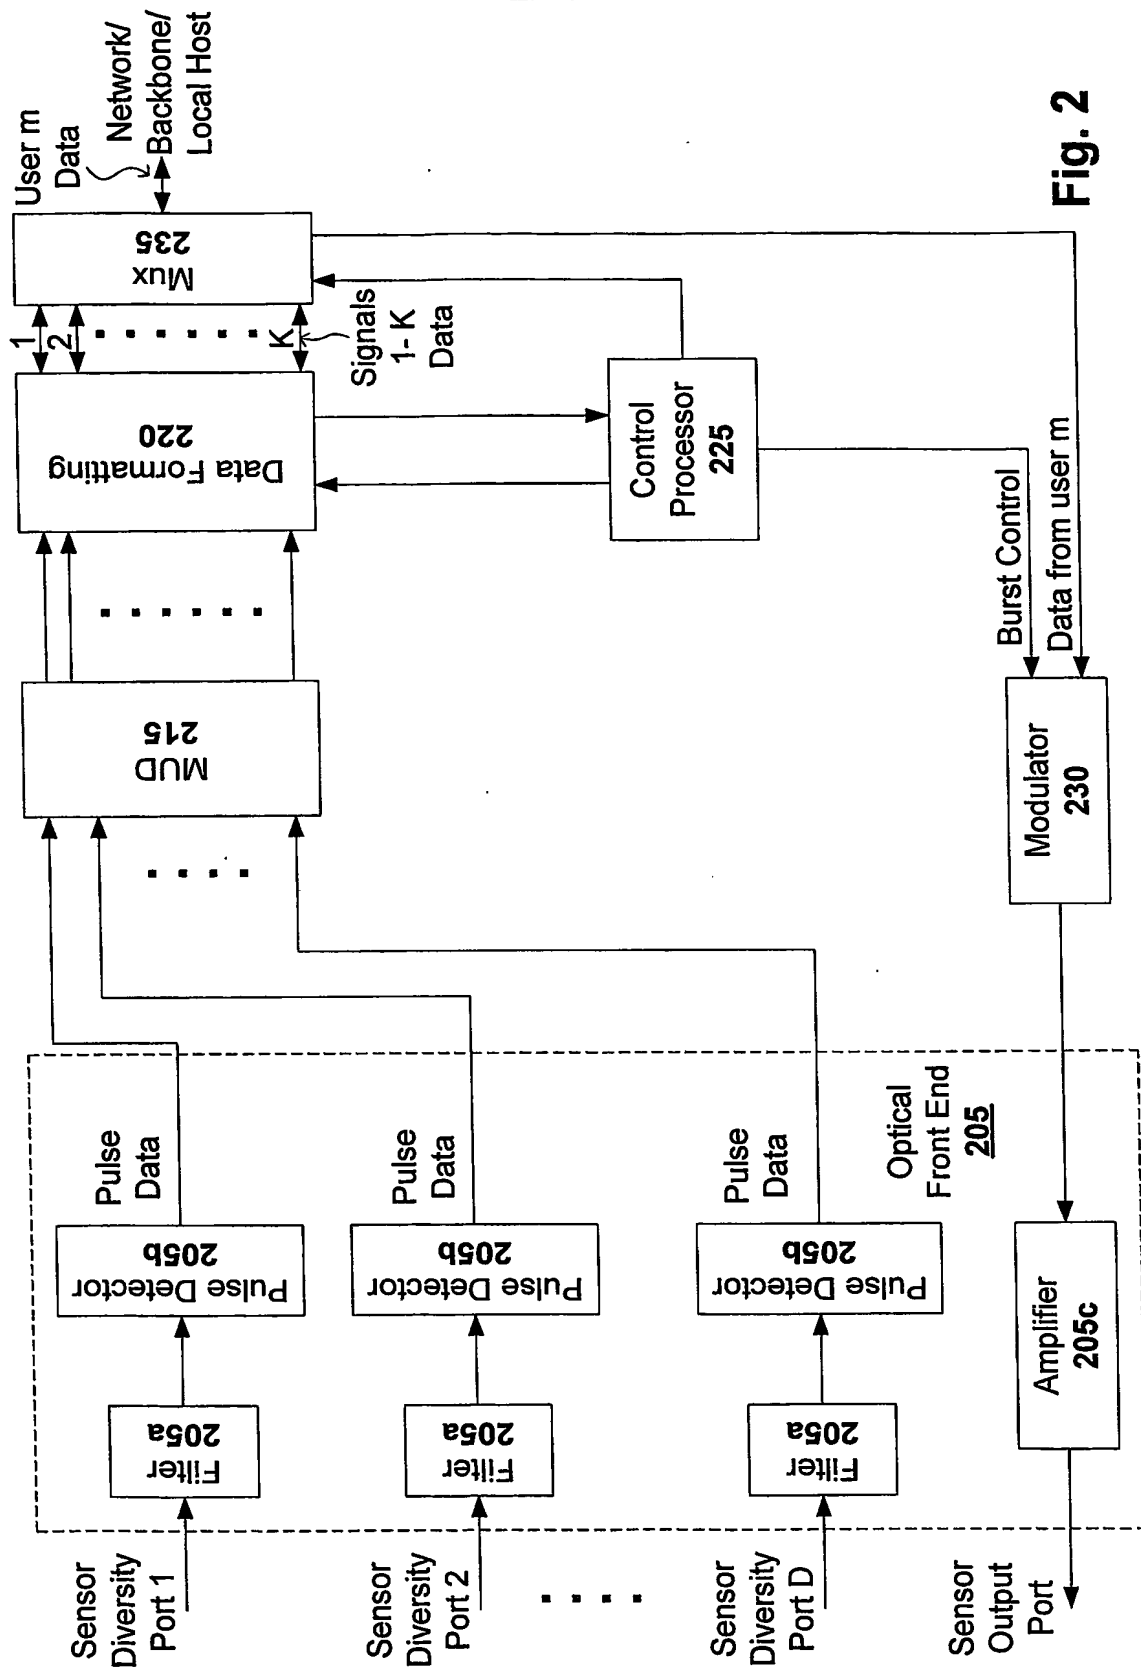 Sensor
Diversity
Port 1
Filter
205a
Pulse Detector
205b
Pulse
Data
Sensor
Diversity
Port 2
Filter
205a
Pulse Detector
205b
Pulse
Data
Sensor
Diversity
Port D
Filter
205a
Pulse Detector
205b
Pulse
Data
Optical
Front End
205
Sensor
Output
Port
Amplifier
205c
MUD
215
Data Formatting
220
1
2
K
Signals
1- K
Data
Mux
235
User m
Data
Network/
Backbone/
Local Host
Control
Processor
225
Burst Control
Data from user m
Modulator
230
Fig. 2